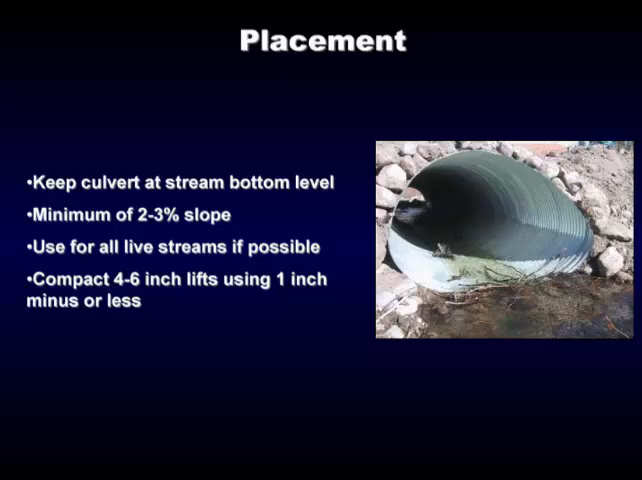 Placement
•Keep culvert at stream bottom level
•Minimum of 2-3% slope
•Use for all live streams if possible
•Compact 4-6 inch lifts using 1 inch
minus or less